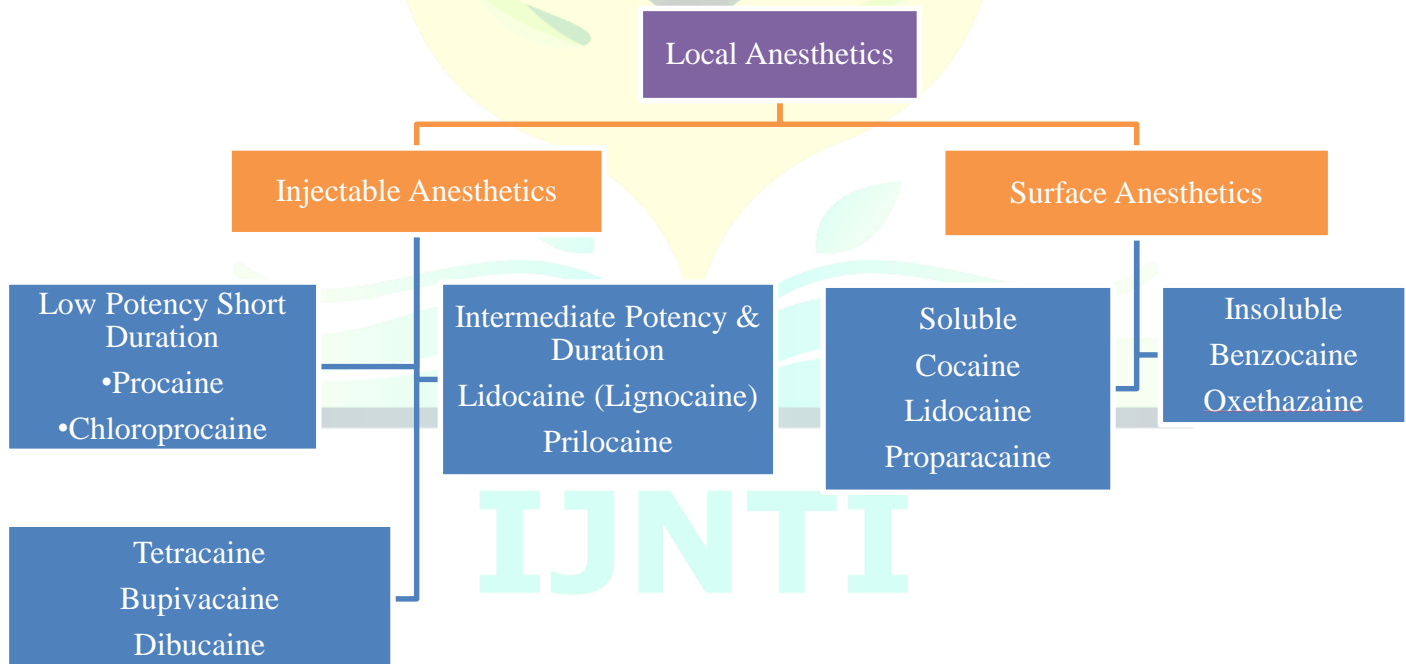 Local Anesthetics
Injectable Anesthetics
Surface Anesthetics
Low Potency Short
Duration
•Procaine
•Chloroprocaine
Intermediate Potency &
Duration
Lidocaine (Lignocaine)
Prilocaine
Soluble
Cocaine
Lidocaine
Proparacaine
Insoluble
Benzocaine
Oxethazaine
Tetracaine
Bupivacaine
Dibucaine
IJNTI